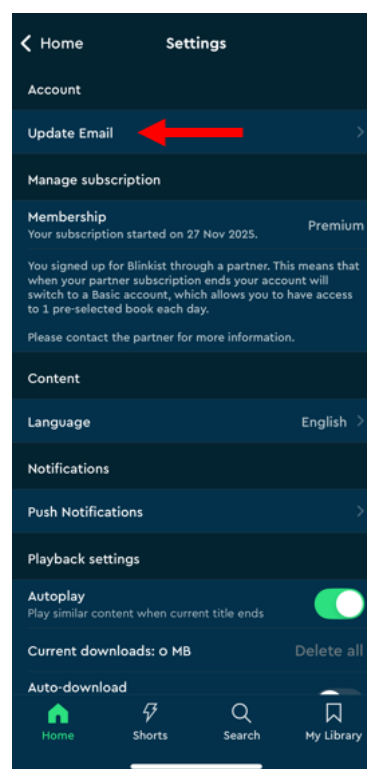 Home
Settings
Account
Update Email
Manage subscription
Membership
Your subscription started on 27 Nov 2025.
Premium
You signed up for Blinkist through a partner. This means that
when your partner subscription ends your account will
switch to a Basic account, which allows you to have access
to 1 pre-selected book each day.
Please contact the partner for more information.
Content
Language
English
Notifications
Push Notifications
Playback settings
Autoplay
Play similar content when current title ends
Current downloads: 0 MB
Delete all
Auto-download
Home
Shorts
Search
My Library